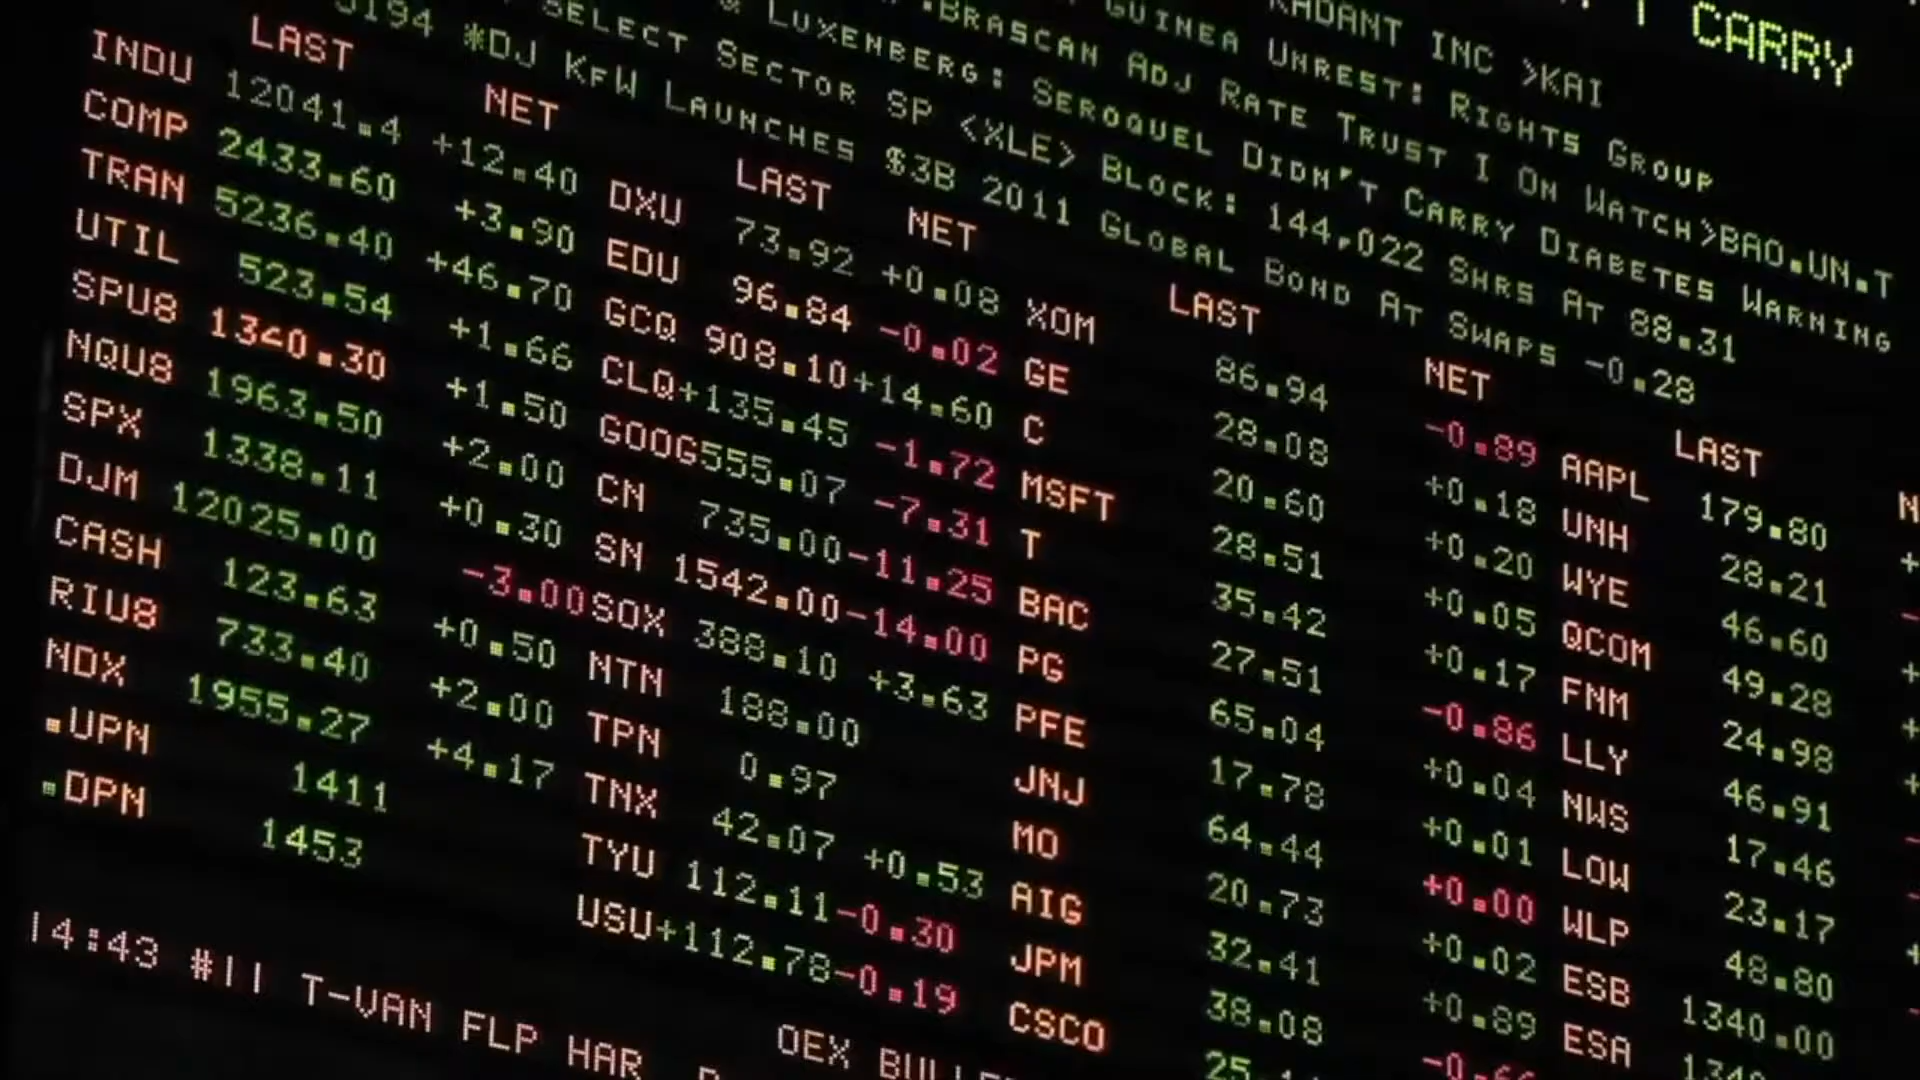 CARRY
KADANT INC >KAI
GUINEA UNREST: RIGHTS GROUP
BRASCAN ADJ RATE TRUST I ON WATCH>BAO.UN.T
& LUXENBERG: SEROQUEL DIDN'T CARRY DIABETES WARNING
SELECT SECTOR SP <XLE> BLOCK: 144,022 SHRS AT 88.31
*DJ KFW LAUNCHES $3B 2011 GLOBAL BOND AT SWAPS -0.28
LAST NET
INDU 12041.4 +12.40
COMP 2433.60 +3.90
TRAN 5236.40 +46.70
UTIL 523.54 +1.66
SPU8 1340.30 +1.50
NQU8 1963.50 +2.00
SPX 1338.11 +0.30
DJM 12025.00 -3.00
CASH 123.63 +0.50
RIU8 733.40 +2.00
NDX 1955.27 +4.17
.UPN 1411
.DPN 1453
LAST NET
DXU 73.92 +0.08
EDU 96.84 -0.02
GCQ 908.10+14.60
CLQ+135.45 -1.72
GOOG555.07 -7.31
CN 735.00-11.25
SN 1542.00-14.00
SOX 388.10 +3.63
NTN 188.00
TPN 0.97
TNX 42.07 +0.53
TYU 112.11-0.30
USU+112.78-0.19
LAST NET
XOM 86.94 -0.89
GE 28.08 +0.18
C 20.60 +0.20
MSFT 28.51 +0.05
T 35.42 +0.17
BAC 27.51 -0.86
PG 65.04 +0.04
PFE 17.78 +0.01
JNJ 64.44 +0.00
MO 20.73 +0.02
AIG 32.41 +0.89
JPM 38.08
CSCO
LAST
AAPL 179.80
UNH 28.21
WYE 46.60
QCOM 49.28
FNM 24.98
LLY 46.91
NWS 17.46
LOW 23.17
WLP 48.80
ESB 1340.00
ESA
14:43 #11 T-VAN FLP HAR
OEX